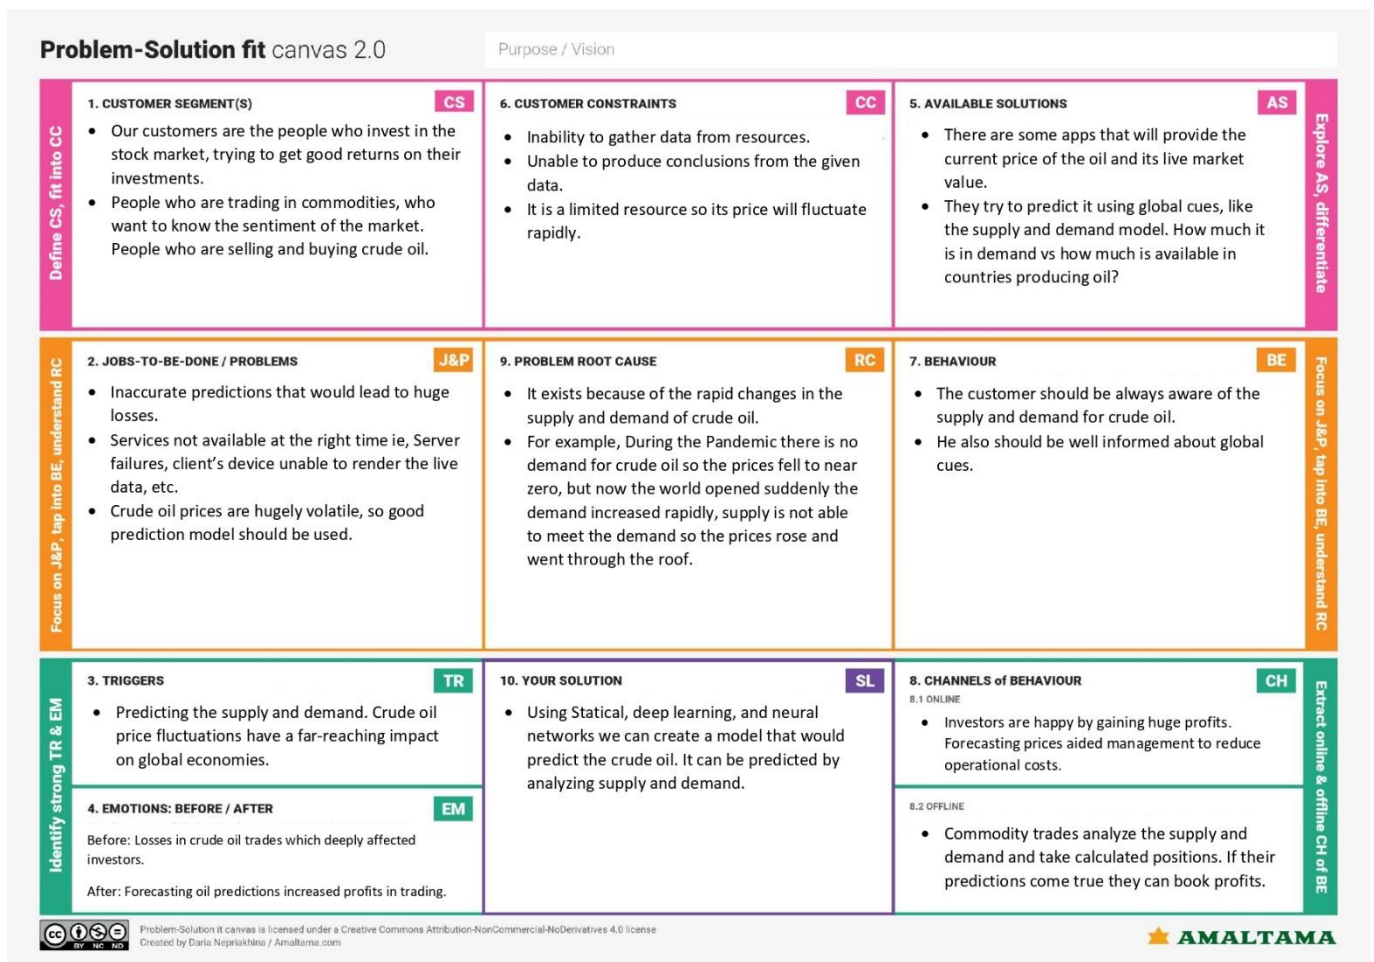 Problem-Solution fit canvas 2.0
Purpose / Vision
Define CS, fit into CC
1. CUSTOMER SEGMENT(S)
CS
• Our customers are the people who invest in the
stock market, trying to get good returns on their
investments.
• People who are trading in commodities, who
want to know the sentiment of the market.
People who are selling and buying crude oil.
6. CUSTOMER CONSTRAINTS
CC
• Inability to gather data from resources.
• Unable to produce conclusions from the given
data.
• It is a limited resource so its price will fluctuate
rapidly.
5. AVAILABLE SOLUTIONS
AS
• There are some apps that will provide the
current price of the oil and its live market
value.
• They try to predict it using global cues, like
the supply and demand model. How much it
is in demand vs how much is available in
countries producing oil?
Explore AS, differentiate
Focus on J&P, tap into BE, understand RC
2. JOBS-TO-BE-DONE / PROBLEMS
J&P
• Inaccurate predictions that would lead to huge
losses.
• Services not available at the right time ie, Server
failures, client's device unable to render the live
data, etc.
• Crude oil prices are hugely volatile, so good
prediction model should be used.
9. PROBLEM ROOT CAUSE
RC
• It exists because of the rapid changes in the
supply and demand of crude oil.
• For example, During the Pandemic there is no
demand for crude oil so the prices fell to near
zero, but now the world opened suddenly the
demand increased rapidly, supply is not able
to meet the demand so the prices rose and
went through the roof.
7. BEHAVIOUR
BE
• The customer should be always aware of the
supply and demand for crude oil.
• He also should be well informed about global
cues.
Focus on J&P, tap into BE, understand RC
Identify strong TR & EM
3. TRIGGERS
TR
• Predicting the supply and demand. Crude oil
price fluctuations have a far-reaching impact
on global economies.
4. EMOTIONS: BEFORE / AFTER
EM
Before: Losses in crude oil trades which deeply affected
investors.
After: Forecasting oil predictions increased profits in trading.
10. YOUR SOLUTION
SL
• Using Statical, deep learning, and neural
networks we can create a model that would
predict the crude oil. It can be predicted by
analyzing supply and demand.
8. CHANNELS of BEHAVIOUR
CH
8.1 ONLINE
• Investors are happy by gaining huge profits.
Forecasting prices aided management to reduce
operational costs.
8.2 OFFLINE
• Commodity trades analyze the supply and
demand and take calculated positions. If their
predictions come true they can book profits.
Extract online & offline CH of BE
cc BY NC ND
Problem-Solution it canvas is licensed under a Creative Commons Attribution-NonCommercial-NoDerivatives 4.0 license
Created by Daria Nepriakhina / Amaltama.com
AMALTAMA